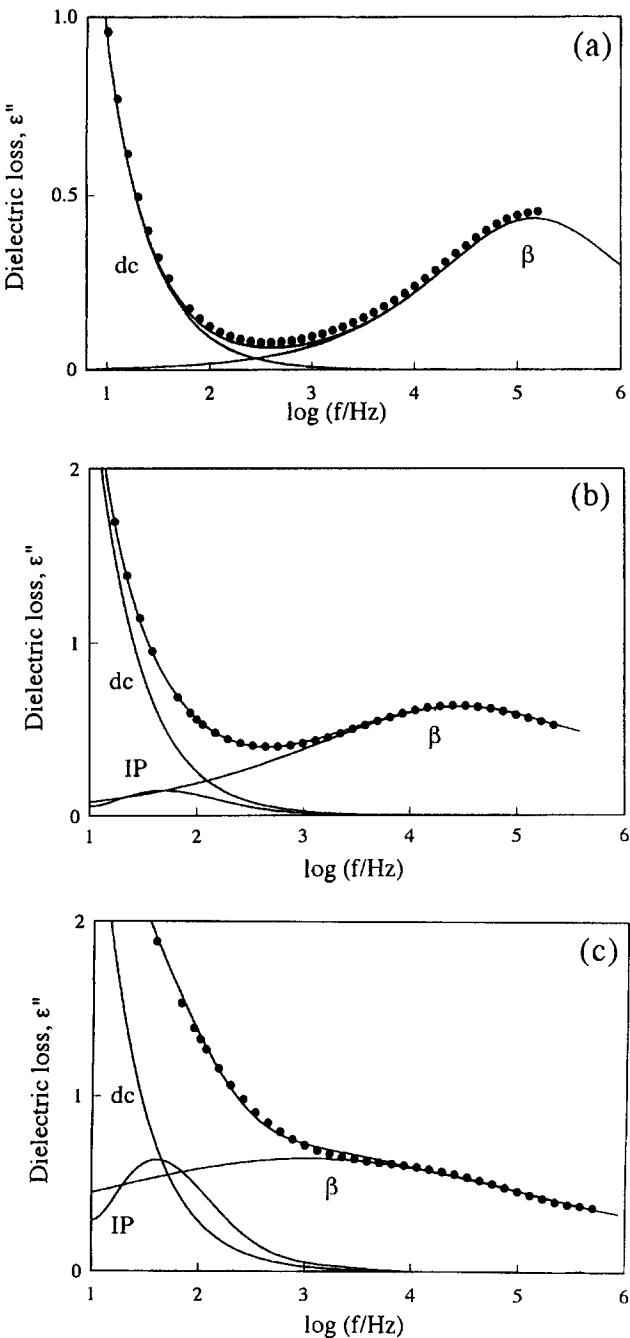 (a)
1.0
0.5
0
Dielectric loss, ε"
dc
β
1 2 3 4 5 6
log (f/Hz)
(b)
2
1
0
Dielectric loss, ε"
dc
IP
β
1 2 3 4 5 6
log (f/Hz)
(c)
2
1
0
Dielectric loss, ε"
dc
IP
β
1 2 3 4 5 6
log (f/Hz)